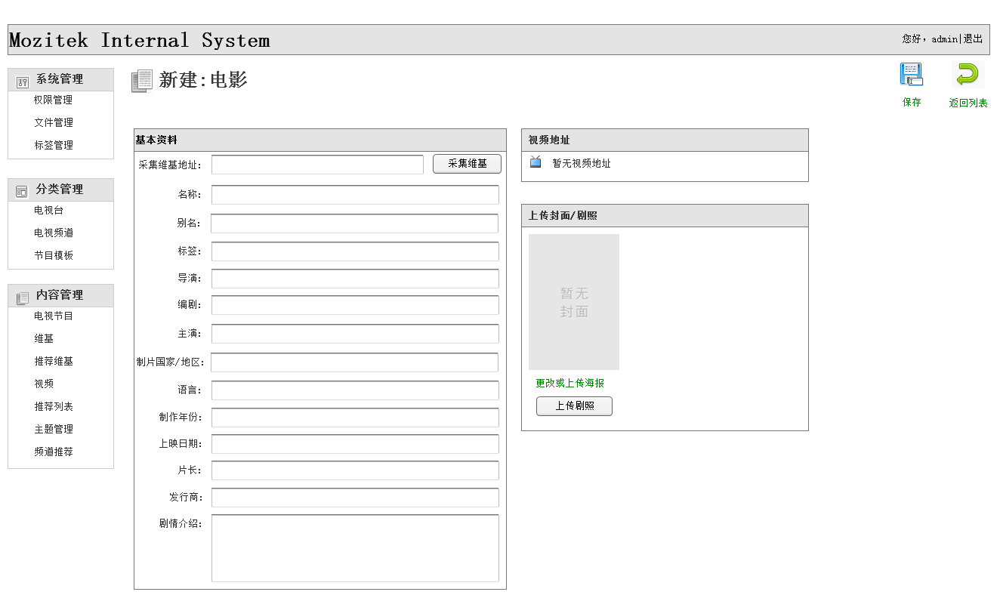 Mozitek Internal System
您好，admin|退出
系统管理
权限管理
文件管理
标签管理
分类管理
电视台
电视频道
节目模板
内容管理
电视节目
维基
推荐维基
视频
推荐列表
主题管理
频道推荐
新建:电影
保存
返回列表
基本资料
采集维基地址:
采集维基
名称:
别名:
标签:
导演:
编剧:
主演:
制片国家/地区:
语言:
制作年份:
上映日期:
片长:
发行商:
剧情介绍:
视频地址
暂无视频地址
上传封面/剧照
暂无
封面
更改或上传海报
上传剧照